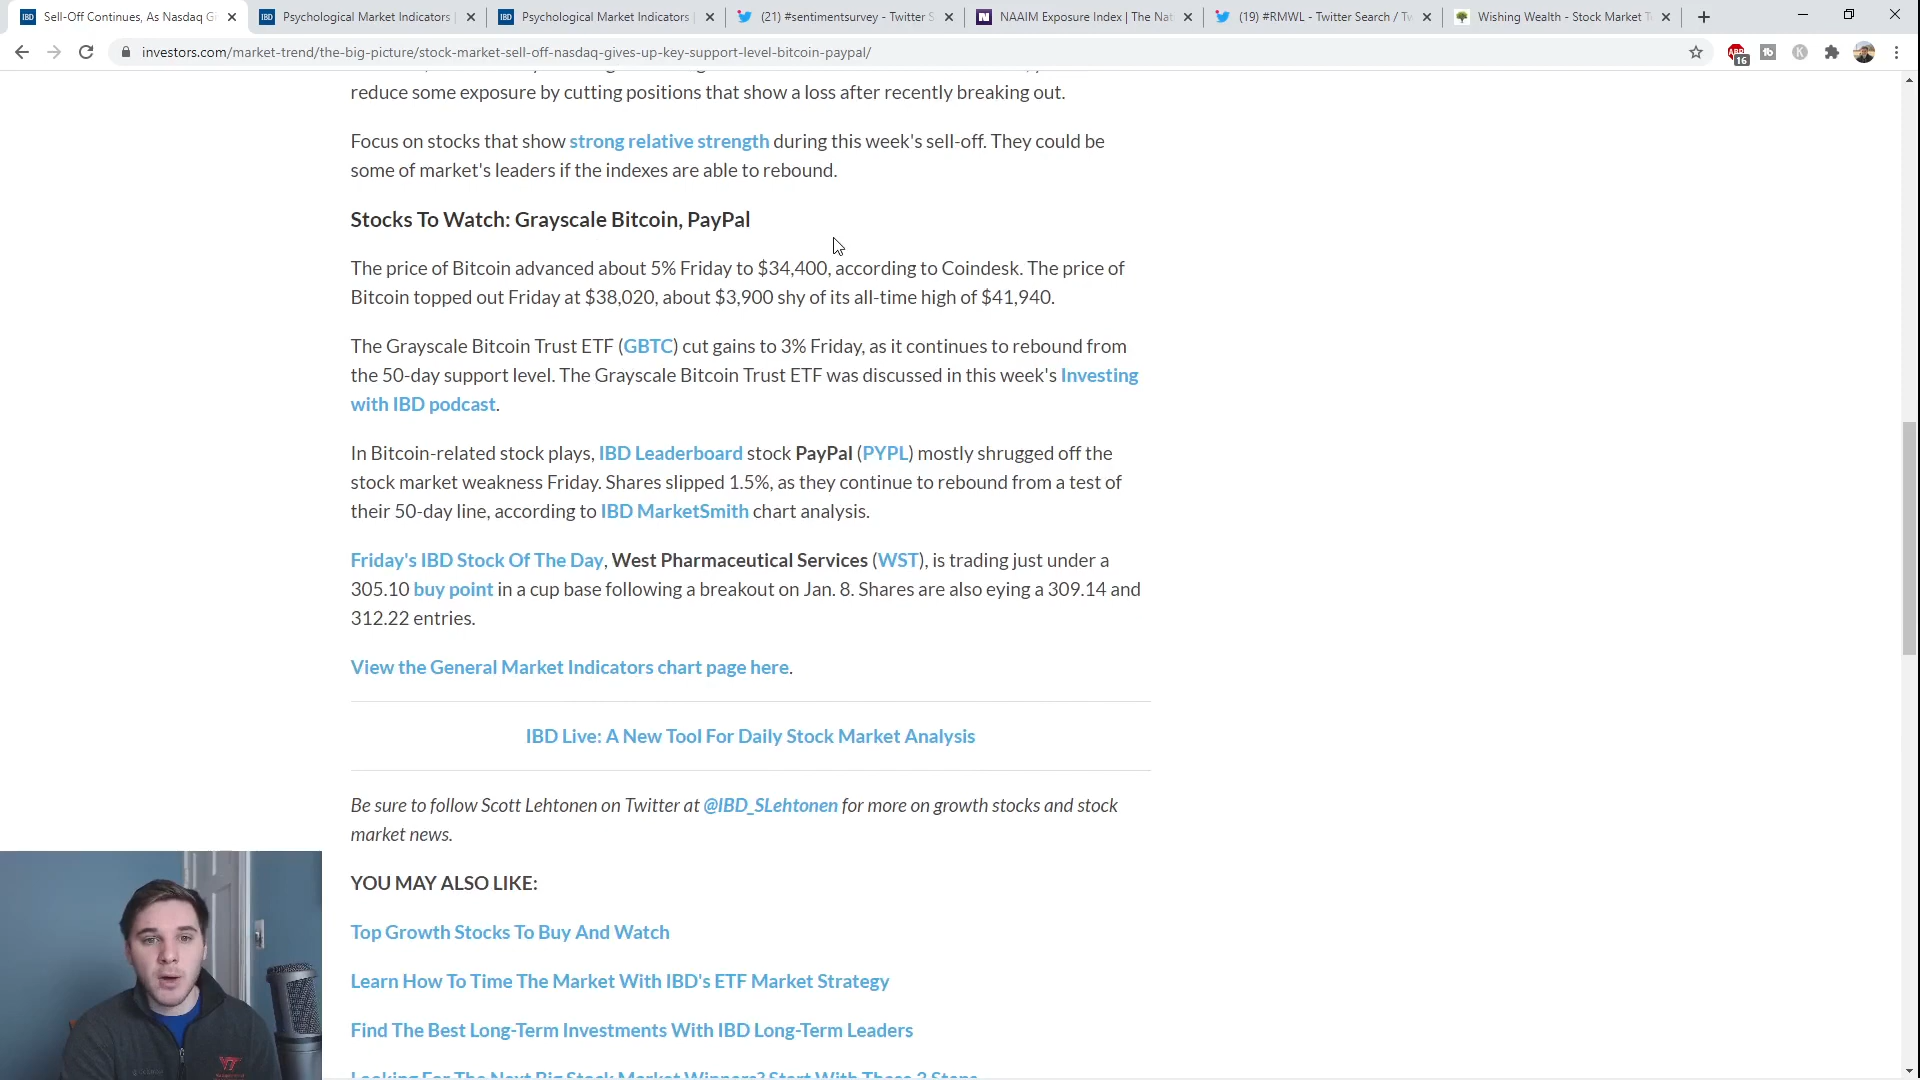 Sell-Off Continues, As Nasdaq G
Psychological Market Indicators
Psychological Market Indicators
(21) #sentimentsurvey - Twitter S
NAAIM Exposure Index | The Nat
(19) #RMWL - Twitter Search / Tw
Wishing Wealth - Stock Market T
investors.com/market-trend/the-big-picture/stock-market-sell-off-nasdaq-gives-up-key-support-level-bitcoin-paypal/
16
reduce some exposure by cutting positions that show a loss after recently breaking out.
Focus on stocks that show strong relative strength during this week's sell-off. They could be
some of market's leaders if the indexes are able to rebound.
Stocks To Watch: Grayscale Bitcoin, PayPal
The price of Bitcoin advanced about 5% Friday to $34,400, according to Coindesk. The price of
Bitcoin topped out Friday at $38,020, about $3,900 shy of its all-time high of $41,940.
The Grayscale Bitcoin Trust ETF (GBTC) cut gains to 3% Friday, as it continues to rebound from
the 50-day support level. The Grayscale Bitcoin Trust ETF was discussed in this week's Investing
with IBD podcast.
In Bitcoin-related stock plays, IBD Leaderboard stock PayPal (PYPL) mostly shrugged off the
stock market weakness Friday. Shares slipped 1.5%, as they continue to rebound from a test of
their 50-day line, according to IBD MarketSmith chart analysis.
Friday's IBD Stock Of The Day, West Pharmaceutical Services (WST), is trading just under a
305.10 buy point in a cup base following a breakout on Jan. 8. Shares are also eying a 309.14 and
312.22 entries.
View the General Market Indicators chart page here.
IBD Live: A New Tool For Daily Stock Market Analysis
Be sure to follow Scott Lehtonen on Twitter at @IBD_SLehtonen for more on growth stocks and stock
market news.
YOU MAY ALSO LIKE:
Top Growth Stocks To Buy And Watch
Learn How To Time The Market With IBD's ETF Market Strategy
Find The Best Long-Term Investments With IBD Long-Term Leaders
Looking For The Next Big Stock Market Winners? Start With These 3 Steps